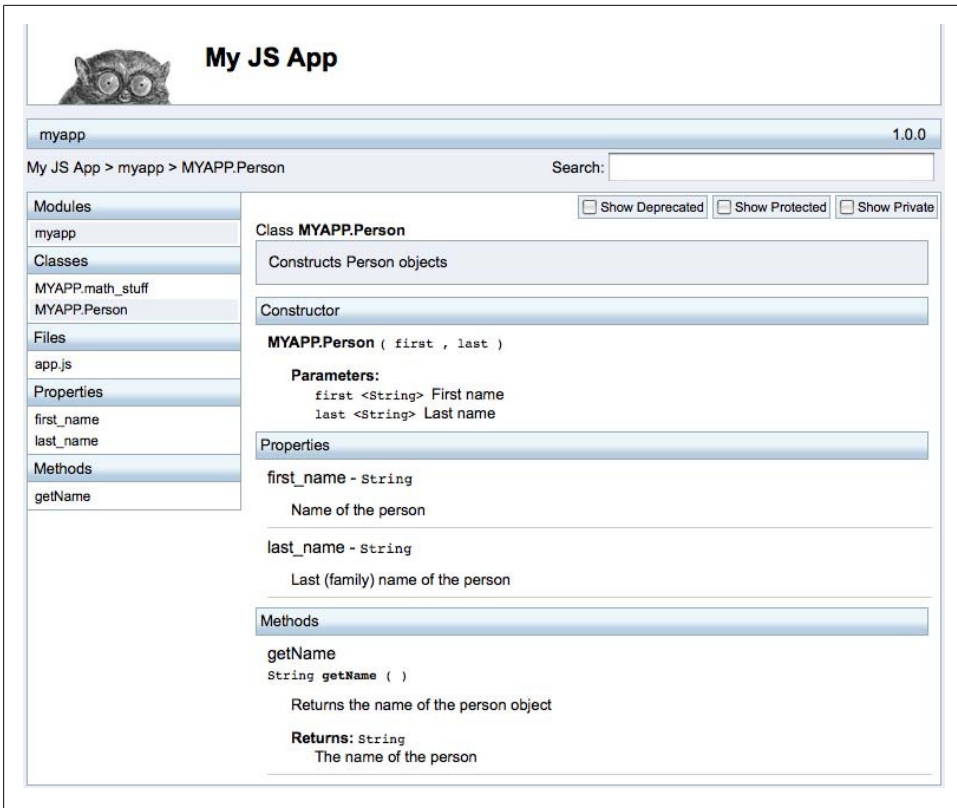 My JS App
myapp 1.0.0
My JS App > myapp > MYAPP.Person Search:
Modules
myapp
Classes
MYAPP.math_stuff
MYAPP.Person
Files
app.js
Properties
first_name
last_name
Methods
getName
Show Deprecated Show Protected Show Private
Class MYAPP.Person
Constructs Person objects
Constructor
MYAPP.Person ( first , last )
Parameters:
first <String> First name
last <String> Last name
Properties
first_name - String
Name of the person
last_name - String
Last (family) name of the person
Methods
getName
String getName ( )
Returns the name of the person object
Returns: String
The name of the person